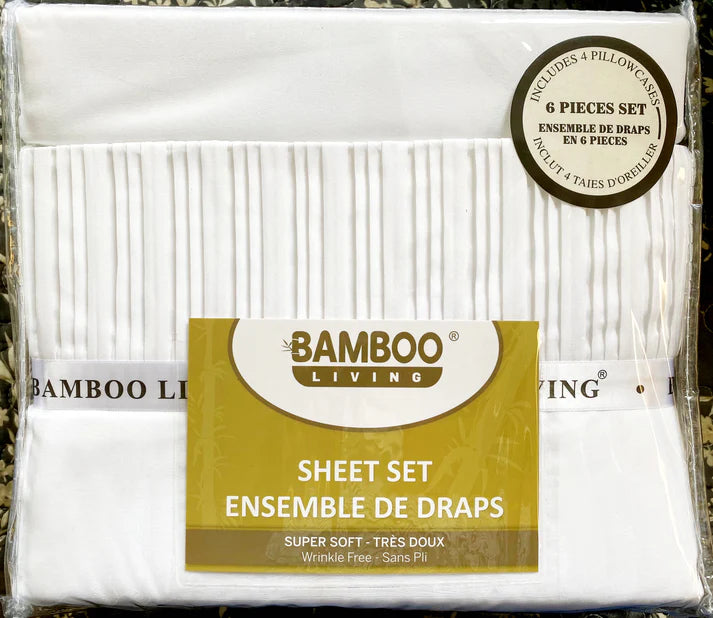 INCLUDES 4 PILLOWCASES
6 PIECES SET
ENSEMBLE DE DRAPS
EN 6 PIECES
INCLUT 4 TAIES D'OREILLER
BAMBOO ®
LIVING
BAMBOO LI
VING®
SHEET SET
ENSEMBLE DE DRAPS
SUPER SOFT - TRÈS DOUX
Wrinkle Free - Sans Pli